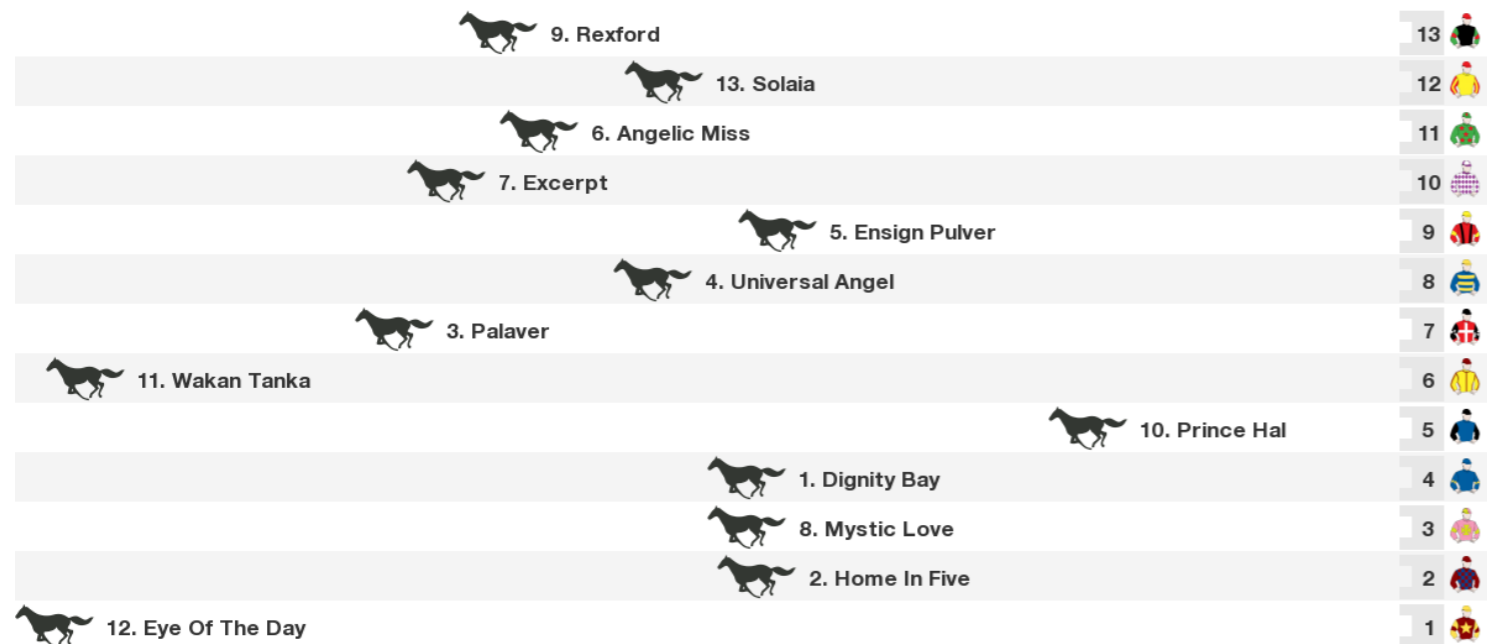 9. Rexford 13
13. Solaia 12
6. Angelic Miss 11
7. Excerpt 10
5. Ensign Pulver 9
4. Universal Angel 8
3. Palaver 7
11. Wakan Tanka 6
10. Prince Hal 5
1. Dignity Bay 4
8. Mystic Love 3
2. Home In Five 2
12. Eye Of The Day 1